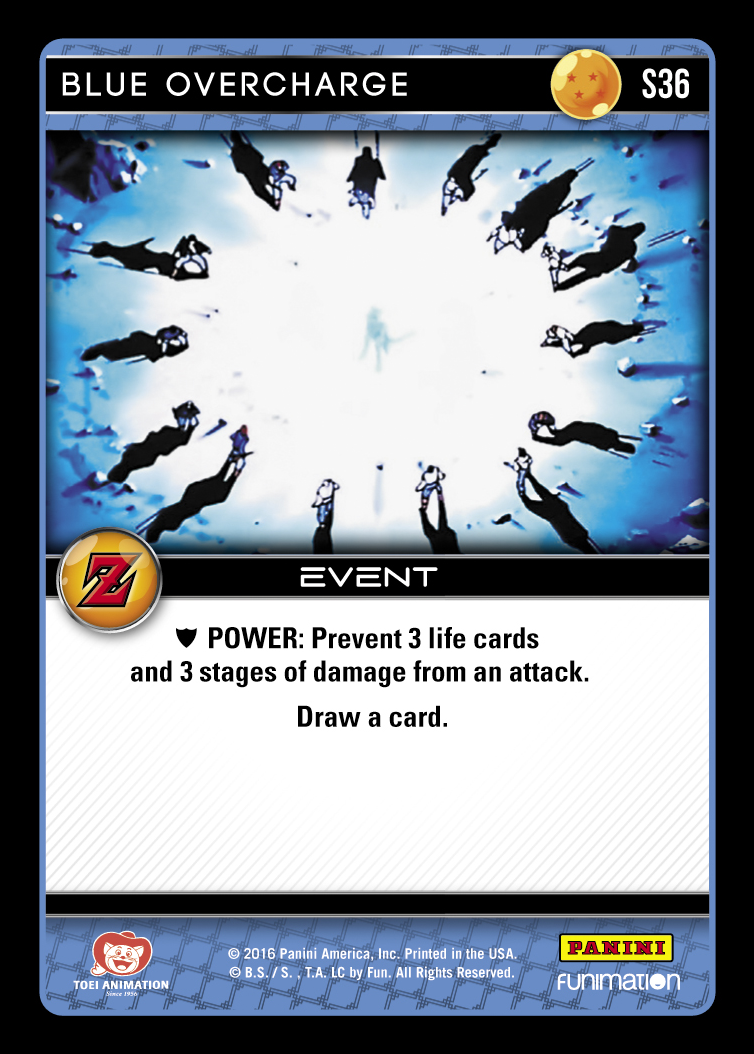 BLUE OVERCHARGE
S36
Z
EVENT
POWER: Prevent 3 life cards
and 3 stages of damage from an attack.
Draw a card.
TOEI ANIMATION
Since 1956
© 2016 Panini America, Inc. Printed in the USA.
© B.S. / S. , T.A. LC by Fun. All Rights Reserved.
PANINI
FUNIMATION